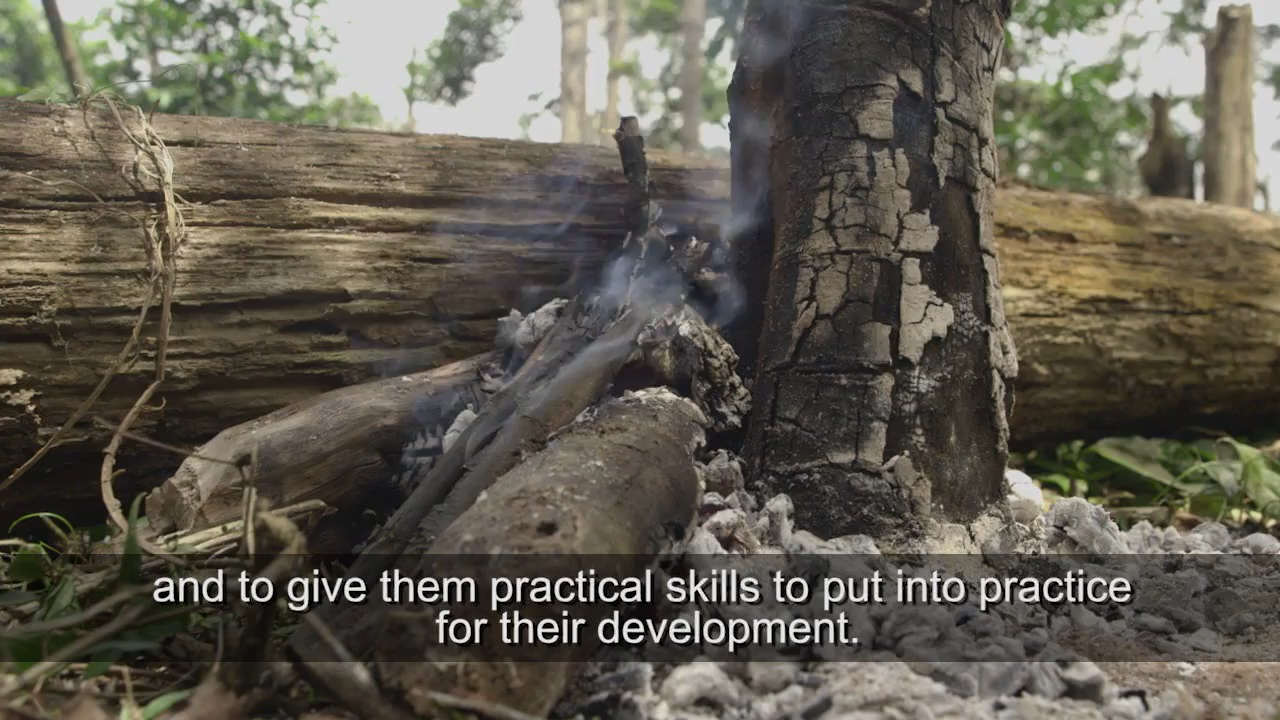 and to give them practical skills to put into practice
for their development.